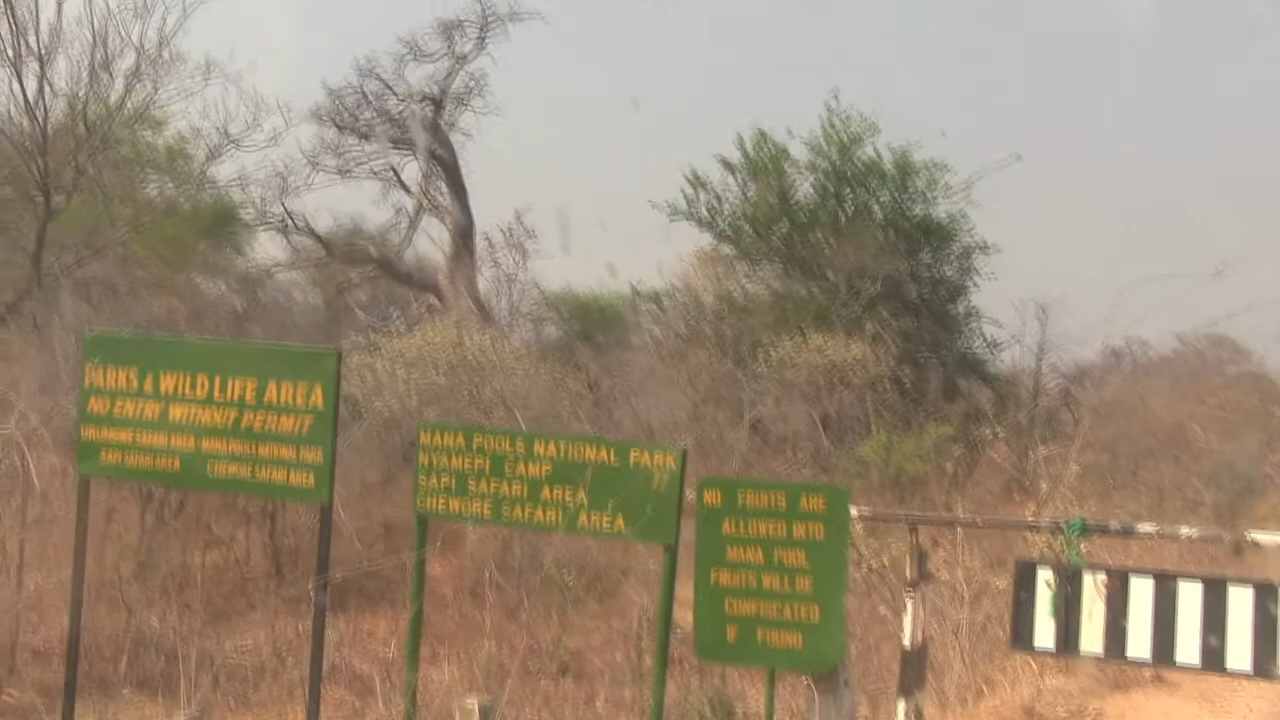 PARKS & WILD LIFE AREA
NO ENTRY WITHOUT PERMIT
URUNGWE SAFARI AREA MANA POOLS NATIONAL PARK
SAPI SAFARI AREA CHEWORE SAFARI AREA
MANA POOLS NATIONAL PARK
NYAMEPI CAMP "
SAPI SAFARI AREA
CHEWORE SAFARI AREA
NO FRUITS ARE
ALLOWED INTO
MANA POOL
FRUITS WILL BE
CONFISCATED
IF FOUND